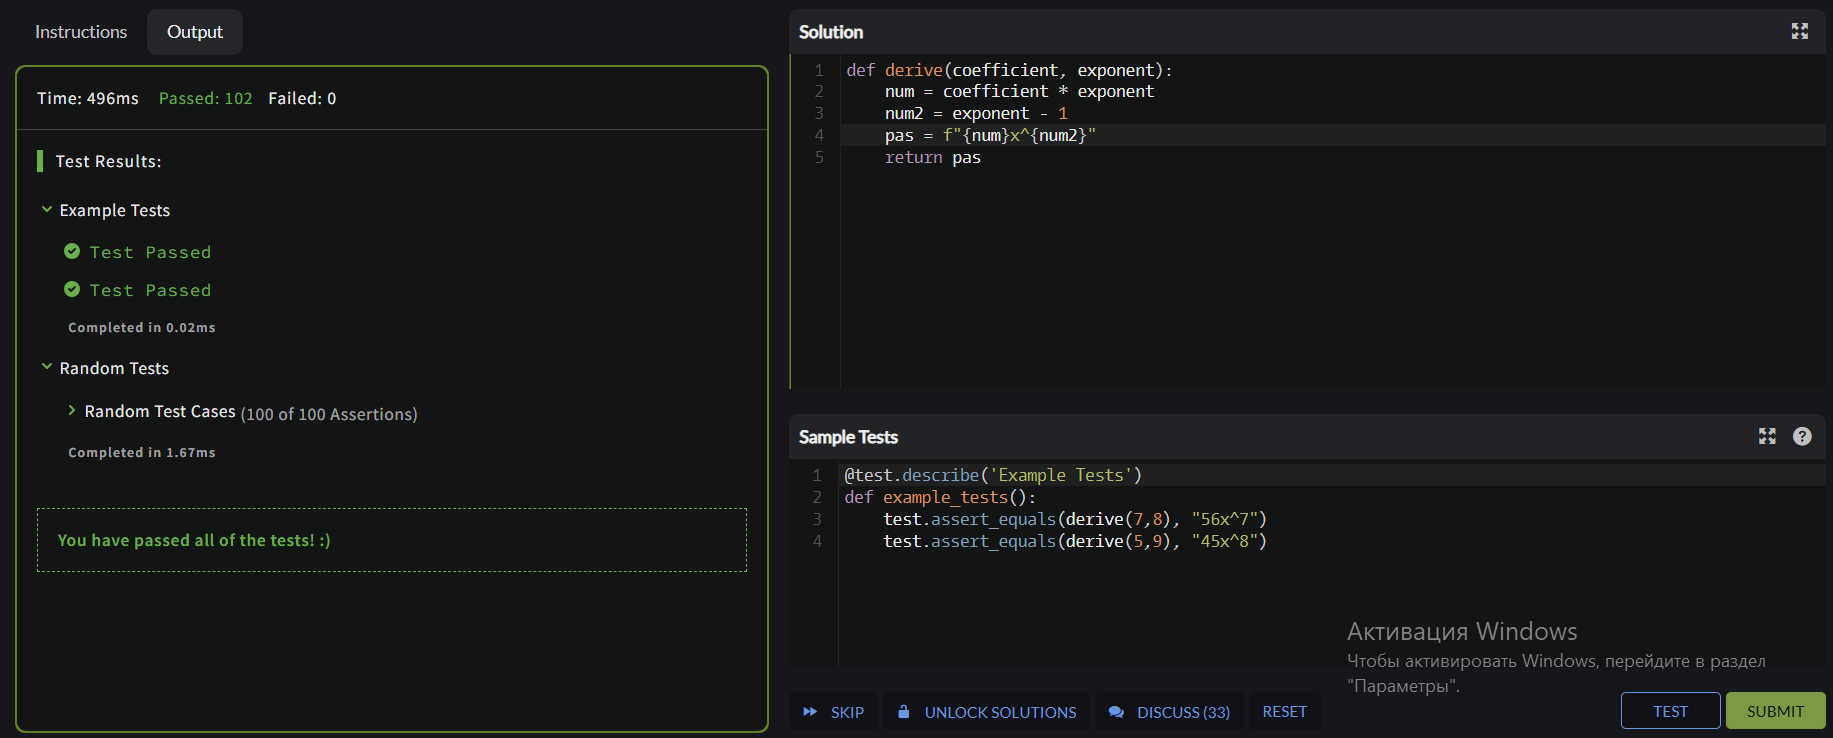 Instructions
Output
Time: 496ms Passed: 102 Failed: 0
Test Results:
Example Tests
Test Passed
Test Passed
Completed in 0.02ms
Random Tests
Random Test Cases (100 of 100 Assertions)
Completed in 1.67ms
You have passed all of the tests! :)
Solution
1 def derive(coefficient, exponent):
2     num = coefficient * exponent
3     num2 = exponent - 1
4     pas = f"{num}x^{num2}"
5     return pas
Sample Tests
?
1 @test.describe('Example Tests')
2 def example_tests():
3     test.assert_equals(derive(7,8), "56x^7")
4     test.assert_equals(derive(5,9), "45x^8")
Активация Windows
Чтобы активировать Windows, перейдите в раздел
"Параметры".
SKIP
UNLOCK SOLUTIONS
DISCUSS (33)
RESET
TEST
SUBMIT